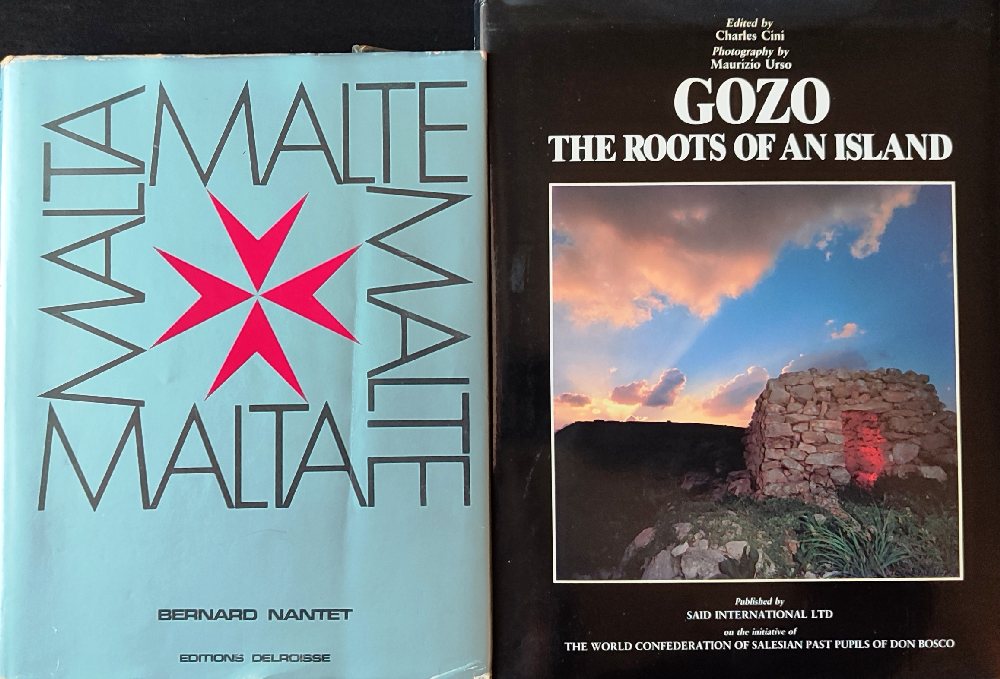 MALTE
MALTE
MALTA
MALTA
BERNARD NANTET
EDITIONS DELROISSE
Edited by
Charles Cini
Photography by
Maurizio Urso
GOZO
THE ROOTS OF AN ISLAND
Published by
SAID INTERNATIONAL LTD
on the initiative of
THE WORLD CONFEDERATION OF SALESIAN PAST PUPILS OF DON BOSCO